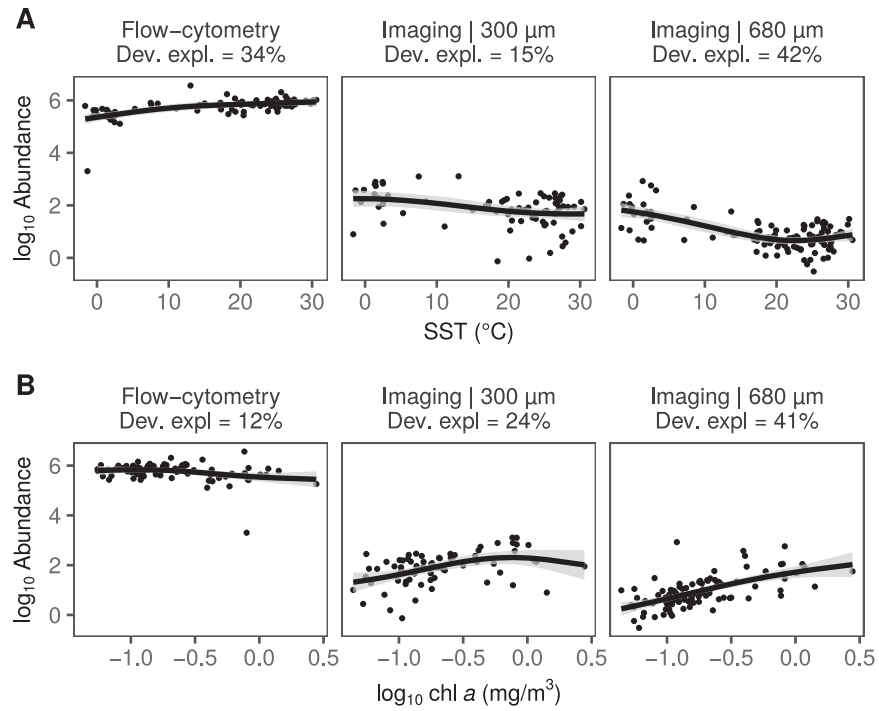 A
Flow−cytometry
Dev. expl. = 34%
Imaging | 300 µm
Dev. expl. = 15%
Imaging | 680 µm
Dev. expl. = 42%
log₁₀ Abundance
6
4
2
0
0 10 20 30
0 10 20 30
0 10 20 30
SST (°C)
B
Flow−cytometry
Dev. expl = 12%
Imaging | 300 µm
Dev. expl = 24%
Imaging | 680 µm
Dev. expl = 41%
log₁₀ Abundance
6
4
2
0
−1.0 −0.5 0.0 0.5
−1.0 −0.5 0.0 0.5
−1.0 −0.5 0.0 0.5
log₁₀ chl a (mg/m³)